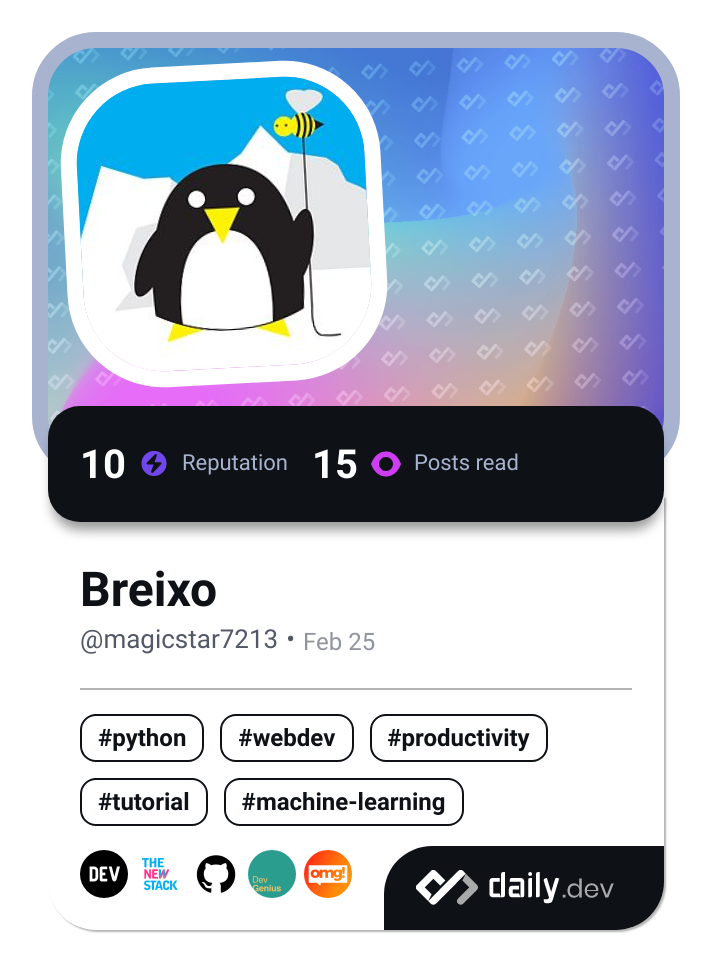 10 Reputation 15 Posts read
Breixo
@magicstar7213 • Feb 25
#python #webdev #productivity
#tutorial #machine-learning
DEV
THE
NEW
STACK
Dev
Genius
omg!
daily.dev